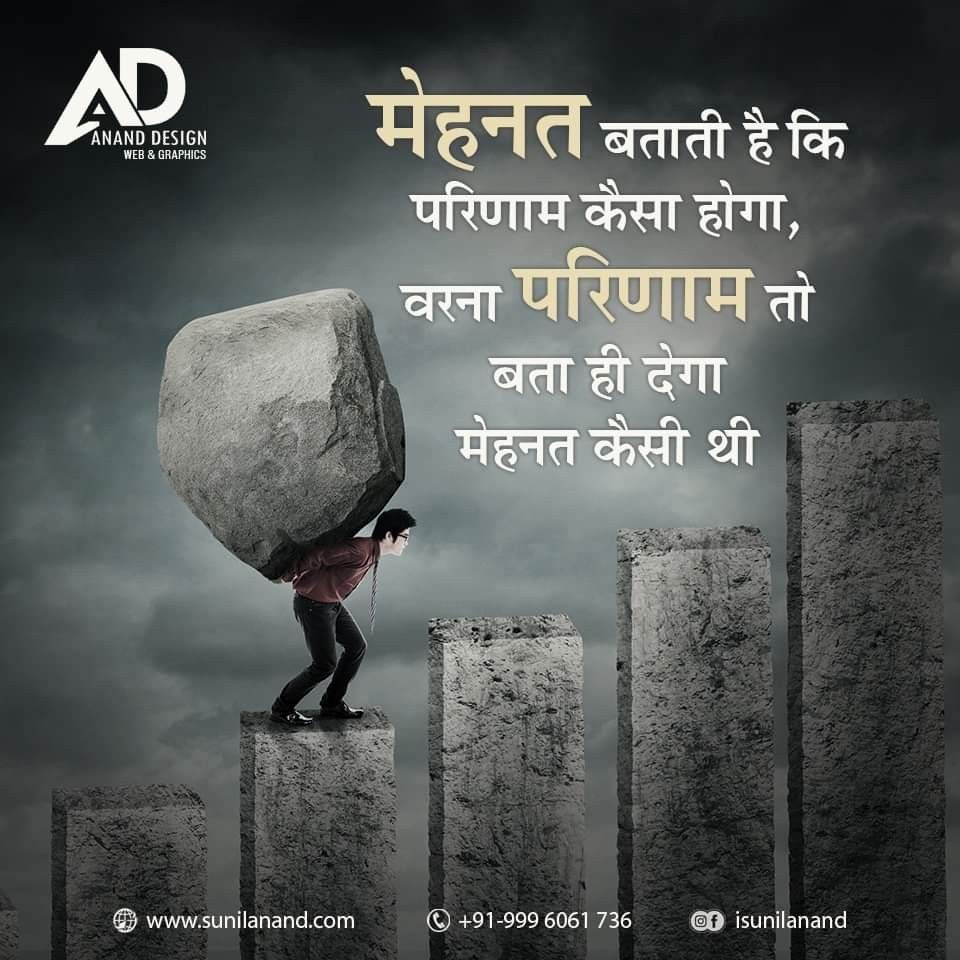 AD
ANAND DESIGN
WEB & GRAPHICS
मेहनत बताती है कि
परिणाम कैसा होगा,
वरना परिणाम तो
बता ही देगा
मेहनत कैसी थी
www.sunilanand.com
+91-999 6061 736
isunilanand